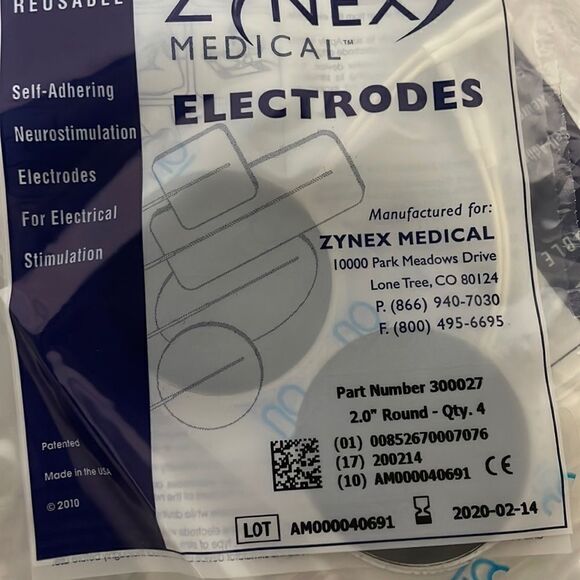 REUSABLE
ZYNEX
MEDICAL™
ELECTRODES
Self-Adhering
Neurostimulation
Electrodes
For Electrical
Stimulation
Manufactured for:
ZYNEX MEDICAL
10000 Park Meadows Drive
Lone Tree, CO 80124
P. (866) 940-7030
F. (800) 495-6695
Part Number 300027
2.0" Round - Qty. 4
(01) 00852670007076
(17) 200214
(10) AM000040691 CE
Patented
Made in the USA
© 2010
LOT AM000040691 2020-02-14